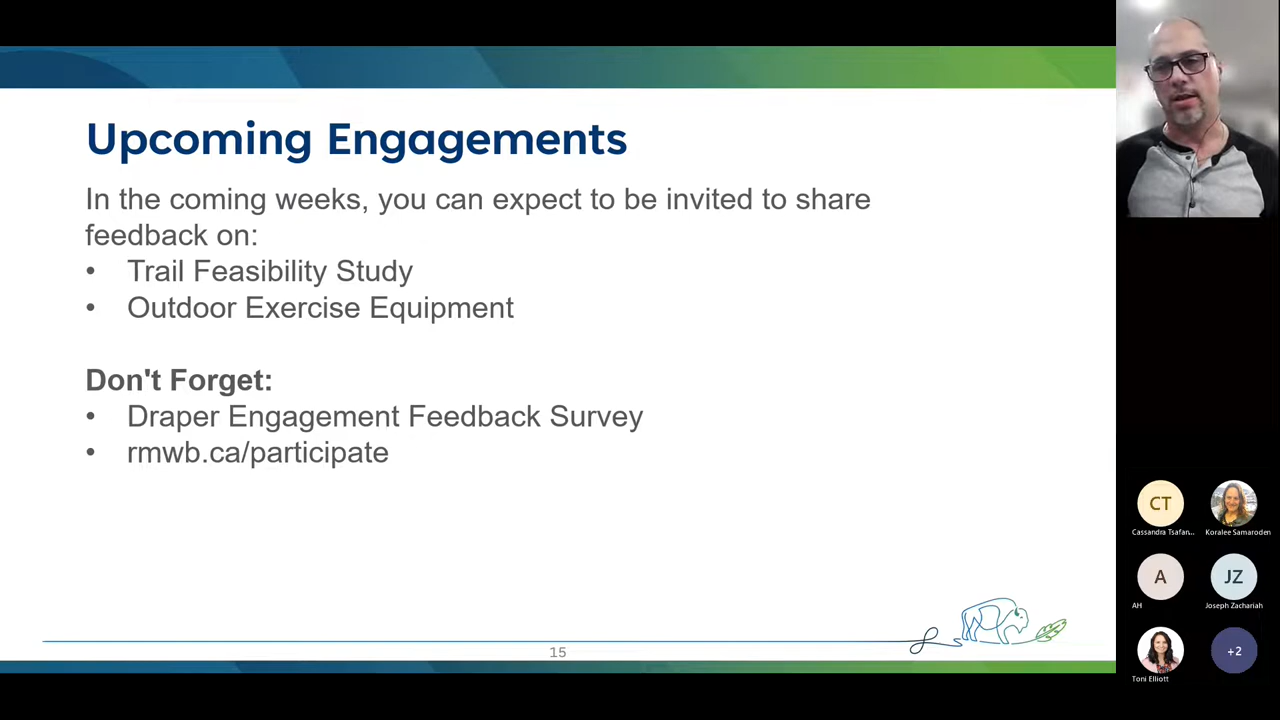 Upcoming Engagements
In the coming weeks, you can expect to be invited to share
feedback on:
• Trail Feasibility Study
• Outdoor Exercise Equipment
Don't Forget:
• Draper Engagement Feedback Survey
• rmwb.ca/participate
15
CT
Cassandra Tsafan...
Koralee Samaroden
A
AH
JZ
Joseph Zachariah
Toni Elliott
+2